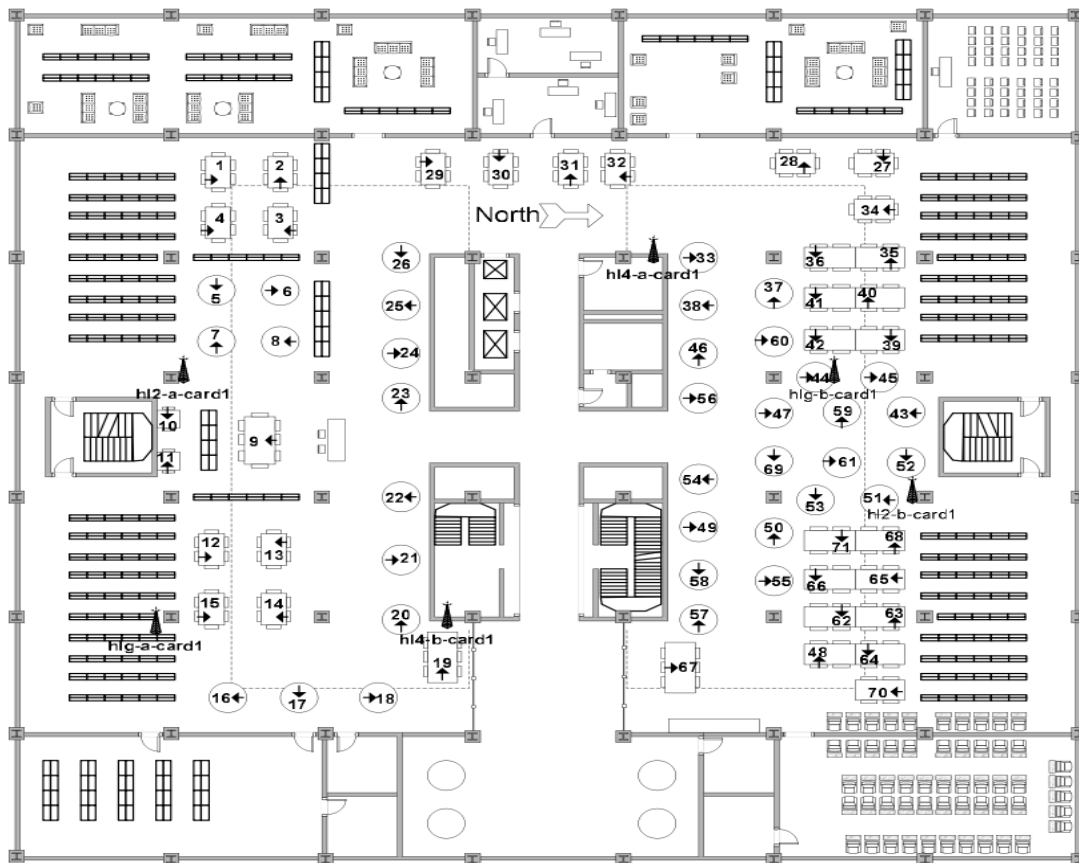 1 2 29 30 31 32 28 27
4 3 North 34
26 hl4-a-card1 33 36 35
5 6 25 38 37 41 40
7 8 24 46 60 42 39
hl2-a-card1 23 56 hlg-b-card1 44 45
10 9 47 59 43
11 54 69 61 52
22 53 51 hl2-b-card1
12 13 21 49 50 71 68
58 55 66 65
15 14 20 57 62 63
hlg-a-card1 hl4-b-card1
19 67 48 64
16 17 18 70